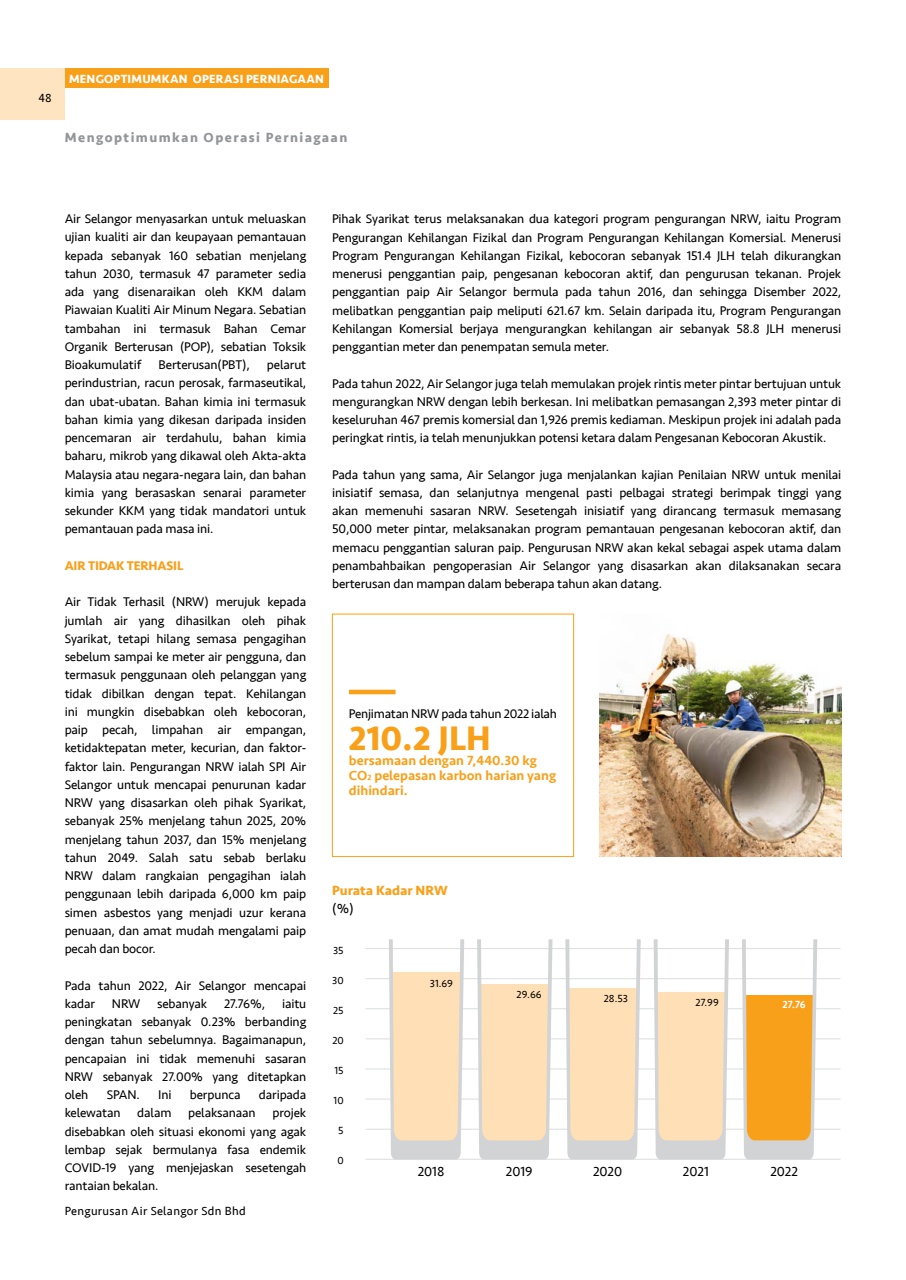 MENGOPTIMUMKAN OPERASI PERNIAGAAN
48
Mengoptimumkan Operasi Perniagaan
Air Selangor menyasarkan untuk meluaskan
ujian kualiti air dan keupayaan pemantauan
kepada sebanyak 160 sebatian menjelang
tahun 2030, termasuk 47 parameter sedia
ada yang disenaraikan oleh KKM dalam
Piawaian Kualiti Air Minum Negara. Sebatian
tambahan ini termasuk Bahan Cemar
Organik Berterusan (POP), sebatian Toksik
Bioakumulatif Berterusan(PBT), pelarut
perindustrian, racun perosak, farmaseutikal,
dan ubat-ubatan. Bahan kimia ini termasuk
bahan kimia yang dikesan daripada insiden
pencemaran air terdahulu, bahan kimia
baharu, mikrob yang dikawal oleh Akta-akta
Malaysia atau negara-negara lain, dan bahan
kimia yang berasaskan senarai parameter
sekunder KKM yang tidak mandatori untuk
pemantauan pada masa ini.
AIR TIDAK TERHASIL
Air Tidak Terhasil (NRW) merujuk kepada
jumlah air yang dihasilkan oleh pihak
Syarikat, tetapi hilang semasa pengagihan
sebelum sampai ke meter air pengguna, dan
termasuk penggunaan oleh pelanggan yang
tidak dibilkan dengan tepat. Kehilangan
ini mungkin disebabkan oleh kebocoran,
paip pecah, limpahan air empangan,
ketidaktepatan meter, kecurian, dan faktor-
faktor lain. Pengurangan NRW ialah SPI Air
Selangor untuk mencapai penurunan kadar
NRW yang disasarkan oleh pihak Syarikat,
sebanyak 25% menjelang tahun 2025, 20%
menjelang tahun 2037, dan 15% menjelang
tahun 2049. Salah satu sebab berlaku
NRW dalam rangkaian pengagihan ialah
penggunaan lebih daripada 6,000 km paip
simen asbestos yang menjadi uzur kerana
penuaan, dan amat mudah mengalami paip
pecah dan bocor.
Pada tahun 2022, Air Selangor mencapai
kadar NRW sebanyak 27.76%, iaitu
peningkatan sebanyak 0.23% berbanding
dengan tahun sebelumnya. Bagaimanapun,
pencapaian ini tidak memenuhi sasaran
NRW sebanyak 27.00% yang ditetapkan
oleh SPAN. Ini berpunca daripada
kelewatan dalam pelaksanaan projek
disebabkan oleh situasi ekonomi yang agak
lembap sejak bermulanya fasa endemik
COVID-19 yang menjejaskan sesetengah
rantaian bekalan.
Pihak Syarikat terus melaksanakan dua kategori program pengurangan NRW, iaitu Program
Pengurangan Kehilangan Fizikal dan Program Pengurangan Kehilangan Komersial. Menerusi
Program Pengurangan Kehilangan Fizikal, kebocoran sebanyak 151.4 JLH telah dikurangkan
menerusi penggantian paip, pengesanan kebocoran aktif, dan pengurusan tekanan. Projek
penggantian paip Air Selangor bermula pada tahun 2016, dan sehingga Disember 2022,
melibatkan penggantian paip meliputi 621.67 km. Selain daripada itu, Program Pengurangan
Kehilangan Komersial berjaya mengurangkan kehilangan air sebanyak 58.8 JLH menerusi
penggantian meter dan penempatan semula meter.
Pada tahun 2022, Air Selangor juga telah memulakan projek rintis meter pintar bertujuan untuk
mengurangkan NRW dengan lebih berkesan. Ini melibatkan pemasangan 2,393 meter pintar di
keseluruhan 467 premis komersial dan 1,926 premis kediaman. Meskipun projek ini adalah pada
peringkat rintis, ia telah menunjukkan potensi ketara dalam Pengesanan Kebocoran Akustik.
Pada tahun yang sama, Air Selangor juga menjalankan kajian Penilaian NRW untuk menilai
inisiatif semasa, dan selanjutnya mengenal pasti pelbagai strategi berimpak tinggi yang
akan memenuhi sasaran NRW. Sesetengah inisiatif yang dirancang termasuk memasang
50,000 meter pintar, melaksanakan program pemantauan pengesanan kebocoran aktif, dan
memacu penggantian saluran paip. Pengurusan NRW akan kekal sebagai aspek utama dalam
penambahbaikan pengoperasian Air Selangor yang disasarkan akan dilaksanakan secara
berterusan dan mampan dalam beberapa tahun akan datang.
Penjimatan NRW pada tahun 2022 ialah
210.2 JLH
bersamaan dengan 7,440.30 kg
CO₂ pelepasan karbon harian yang
dihindari.
Purata Kadar NRW
(%)
35
30
25
20
15
10
5
0
31.69
29.66
28.53
27.99
27.76
2018
2019
2020
2021
2022
Pengurusan Air Selangor Sdn Bhd